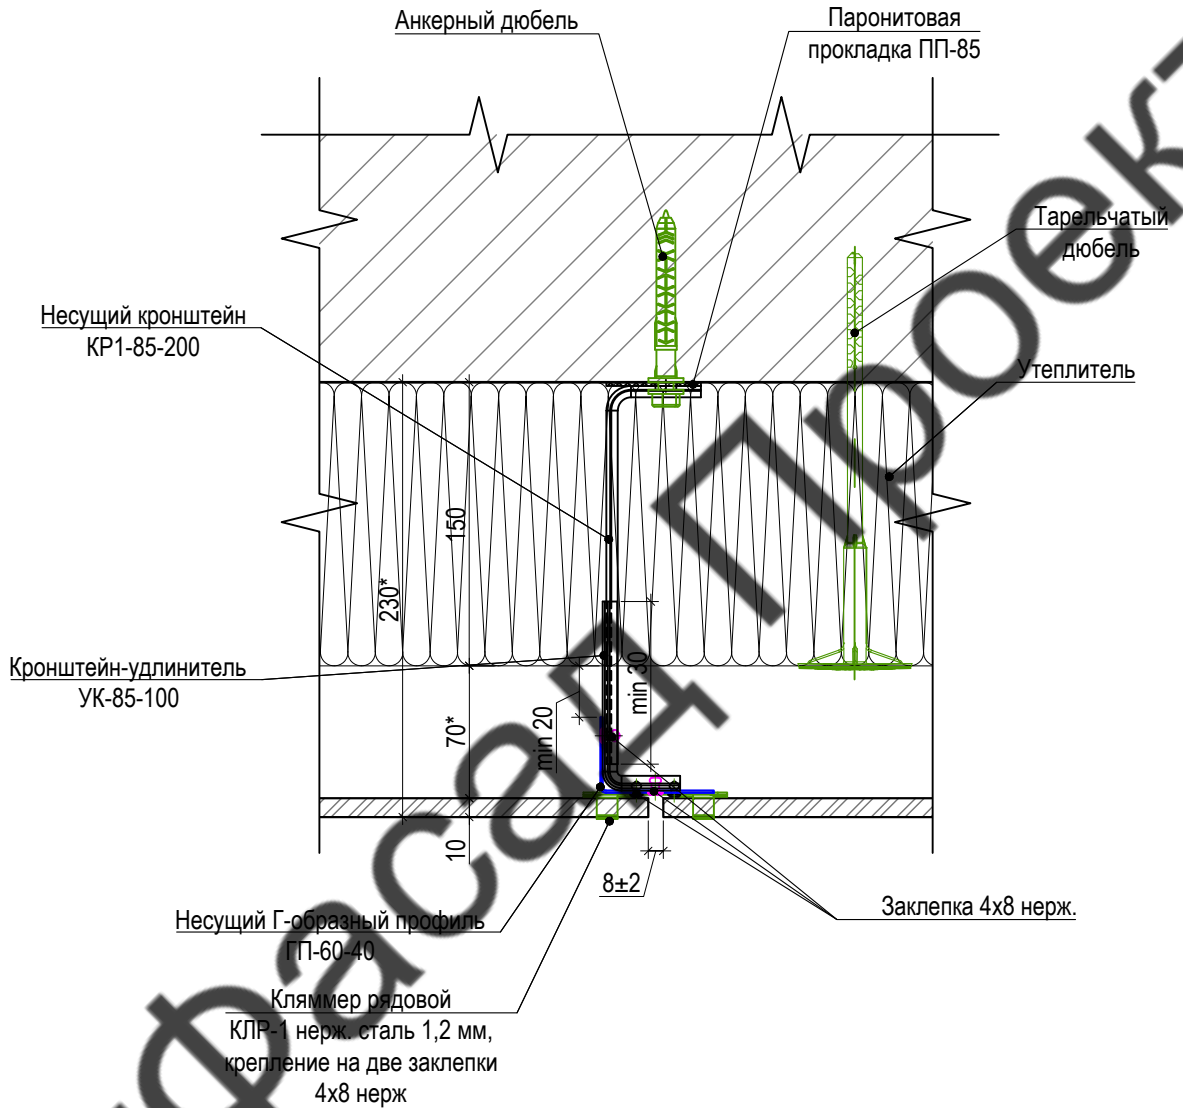 Анкерный дюбель
Паронитовая
прокладка ПП-85
Тарельчатый
дюбель
Несущий кронштейн
КР1-85-200
Утеплитель
150
230*
Кронштейн-удлинитель
УК-85-100
min 30
min 20
70*
10
8±2
Заклепка 4х8 нерж.
Несущий Г-образный профиль
ГП-60-40
Кляммер рядовой
КЛР-1 нерж. сталь 1,2 мм,
крепление на две заклепки
4х8 нерж
Фасад Проект